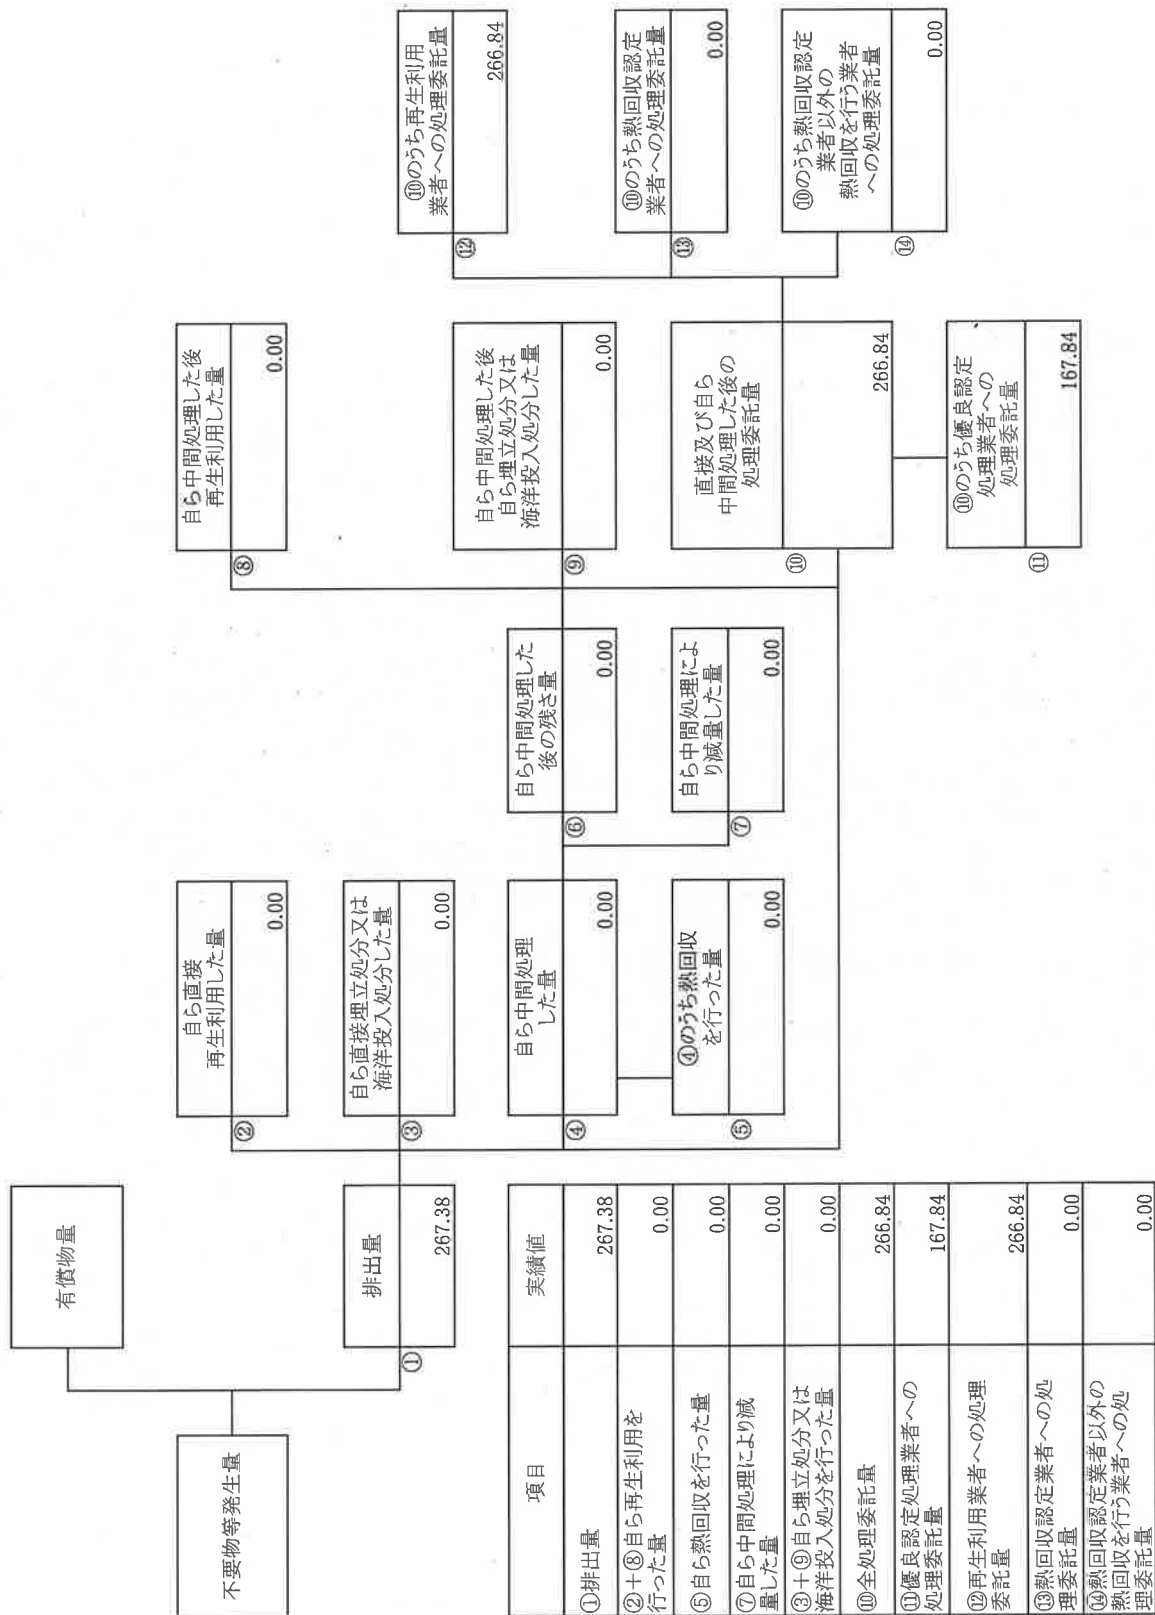 有償物量
不要物等発生量
①
排出量
267.38
②
自ら直接
再生利用した量
0.00
③
自ら直接埋立処分又は
海洋投入処分した量
0.00
④
自ら中間処理
した量
0.00
⑤
④のうち熱回収
を行った量
0.00
⑥
自ら中間処理した
後の残さ量
0.00
⑦
自ら中間処理によ
り減量した量
0.00
⑧
自ら中間処理した後
再生利用した量
0.00
⑨
自ら中間処理した後
自ら埋立処分又は
海洋投入処分した量
0.00
⑩
直接及び自ら
中間処理した後の
処理委託量
266.84
⑪
⑩のうち優良認定
処理業者への
処理委託量
167.84
⑫
⑩のうち再生利用
業者への処理委託量
266.84
⑬
⑩のうち熱回収認定
業者への処理委託量
0.00
⑭
⑩のうち熱回収認定
業者以外の
熱回収を行う業者
への処理委託量
0.00
項目 実績値
①排出量 267.38
②+⑧自ら再生利用を
行った量 0.00
⑤自ら熱回収を行った量 0.00
⑦自ら中間処理により減
量した量 0.00
③+⑨自ら埋立処分又は
海洋投入処分を行った量 0.00
⑩全処理委託量 266.84
⑪優良認定処理業者への
処理委託量 167.84
⑫再生利用業者への処理
委託量 266.84
⑬熱回収認定業者への処
理委託量 0.00
⑭熱回収認定業者以外の
熱回収を行う業者への処
理委託量 0.00